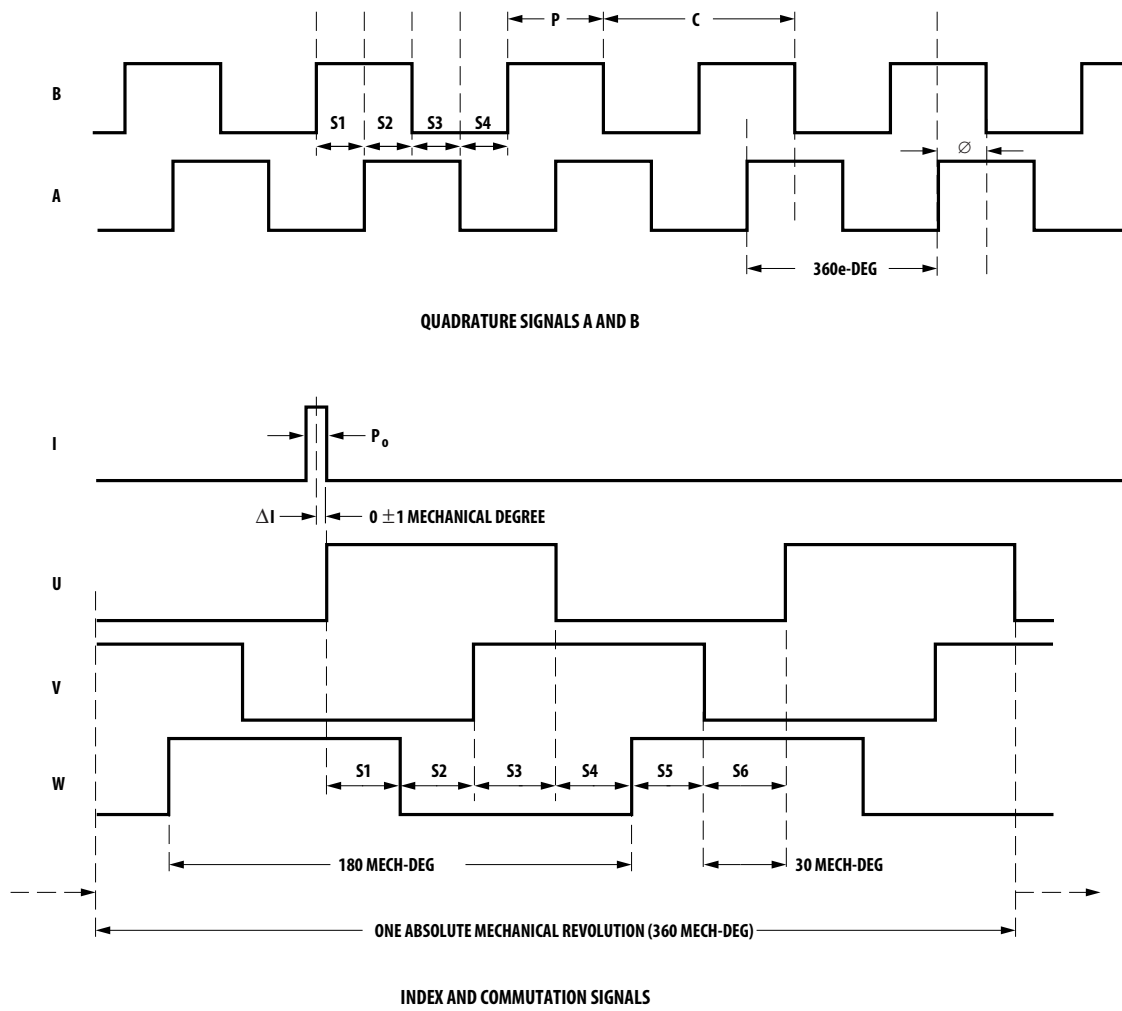 P
C
B
S1
S2
S3
S4
∅
A
360e-DEG
QUADRATURE SIGNALS A AND B
I
Po
ΔI
0 ±1 MECHANICAL DEGREE
U
V
S1
S2
S3
S4
S5
S6
W
180 MECH-DEG
30 MECH-DEG
ONE ABSOLUTE MECHANICAL REVOLUTION (360 MECH-DEG)
INDEX AND COMMUTATION SIGNALS